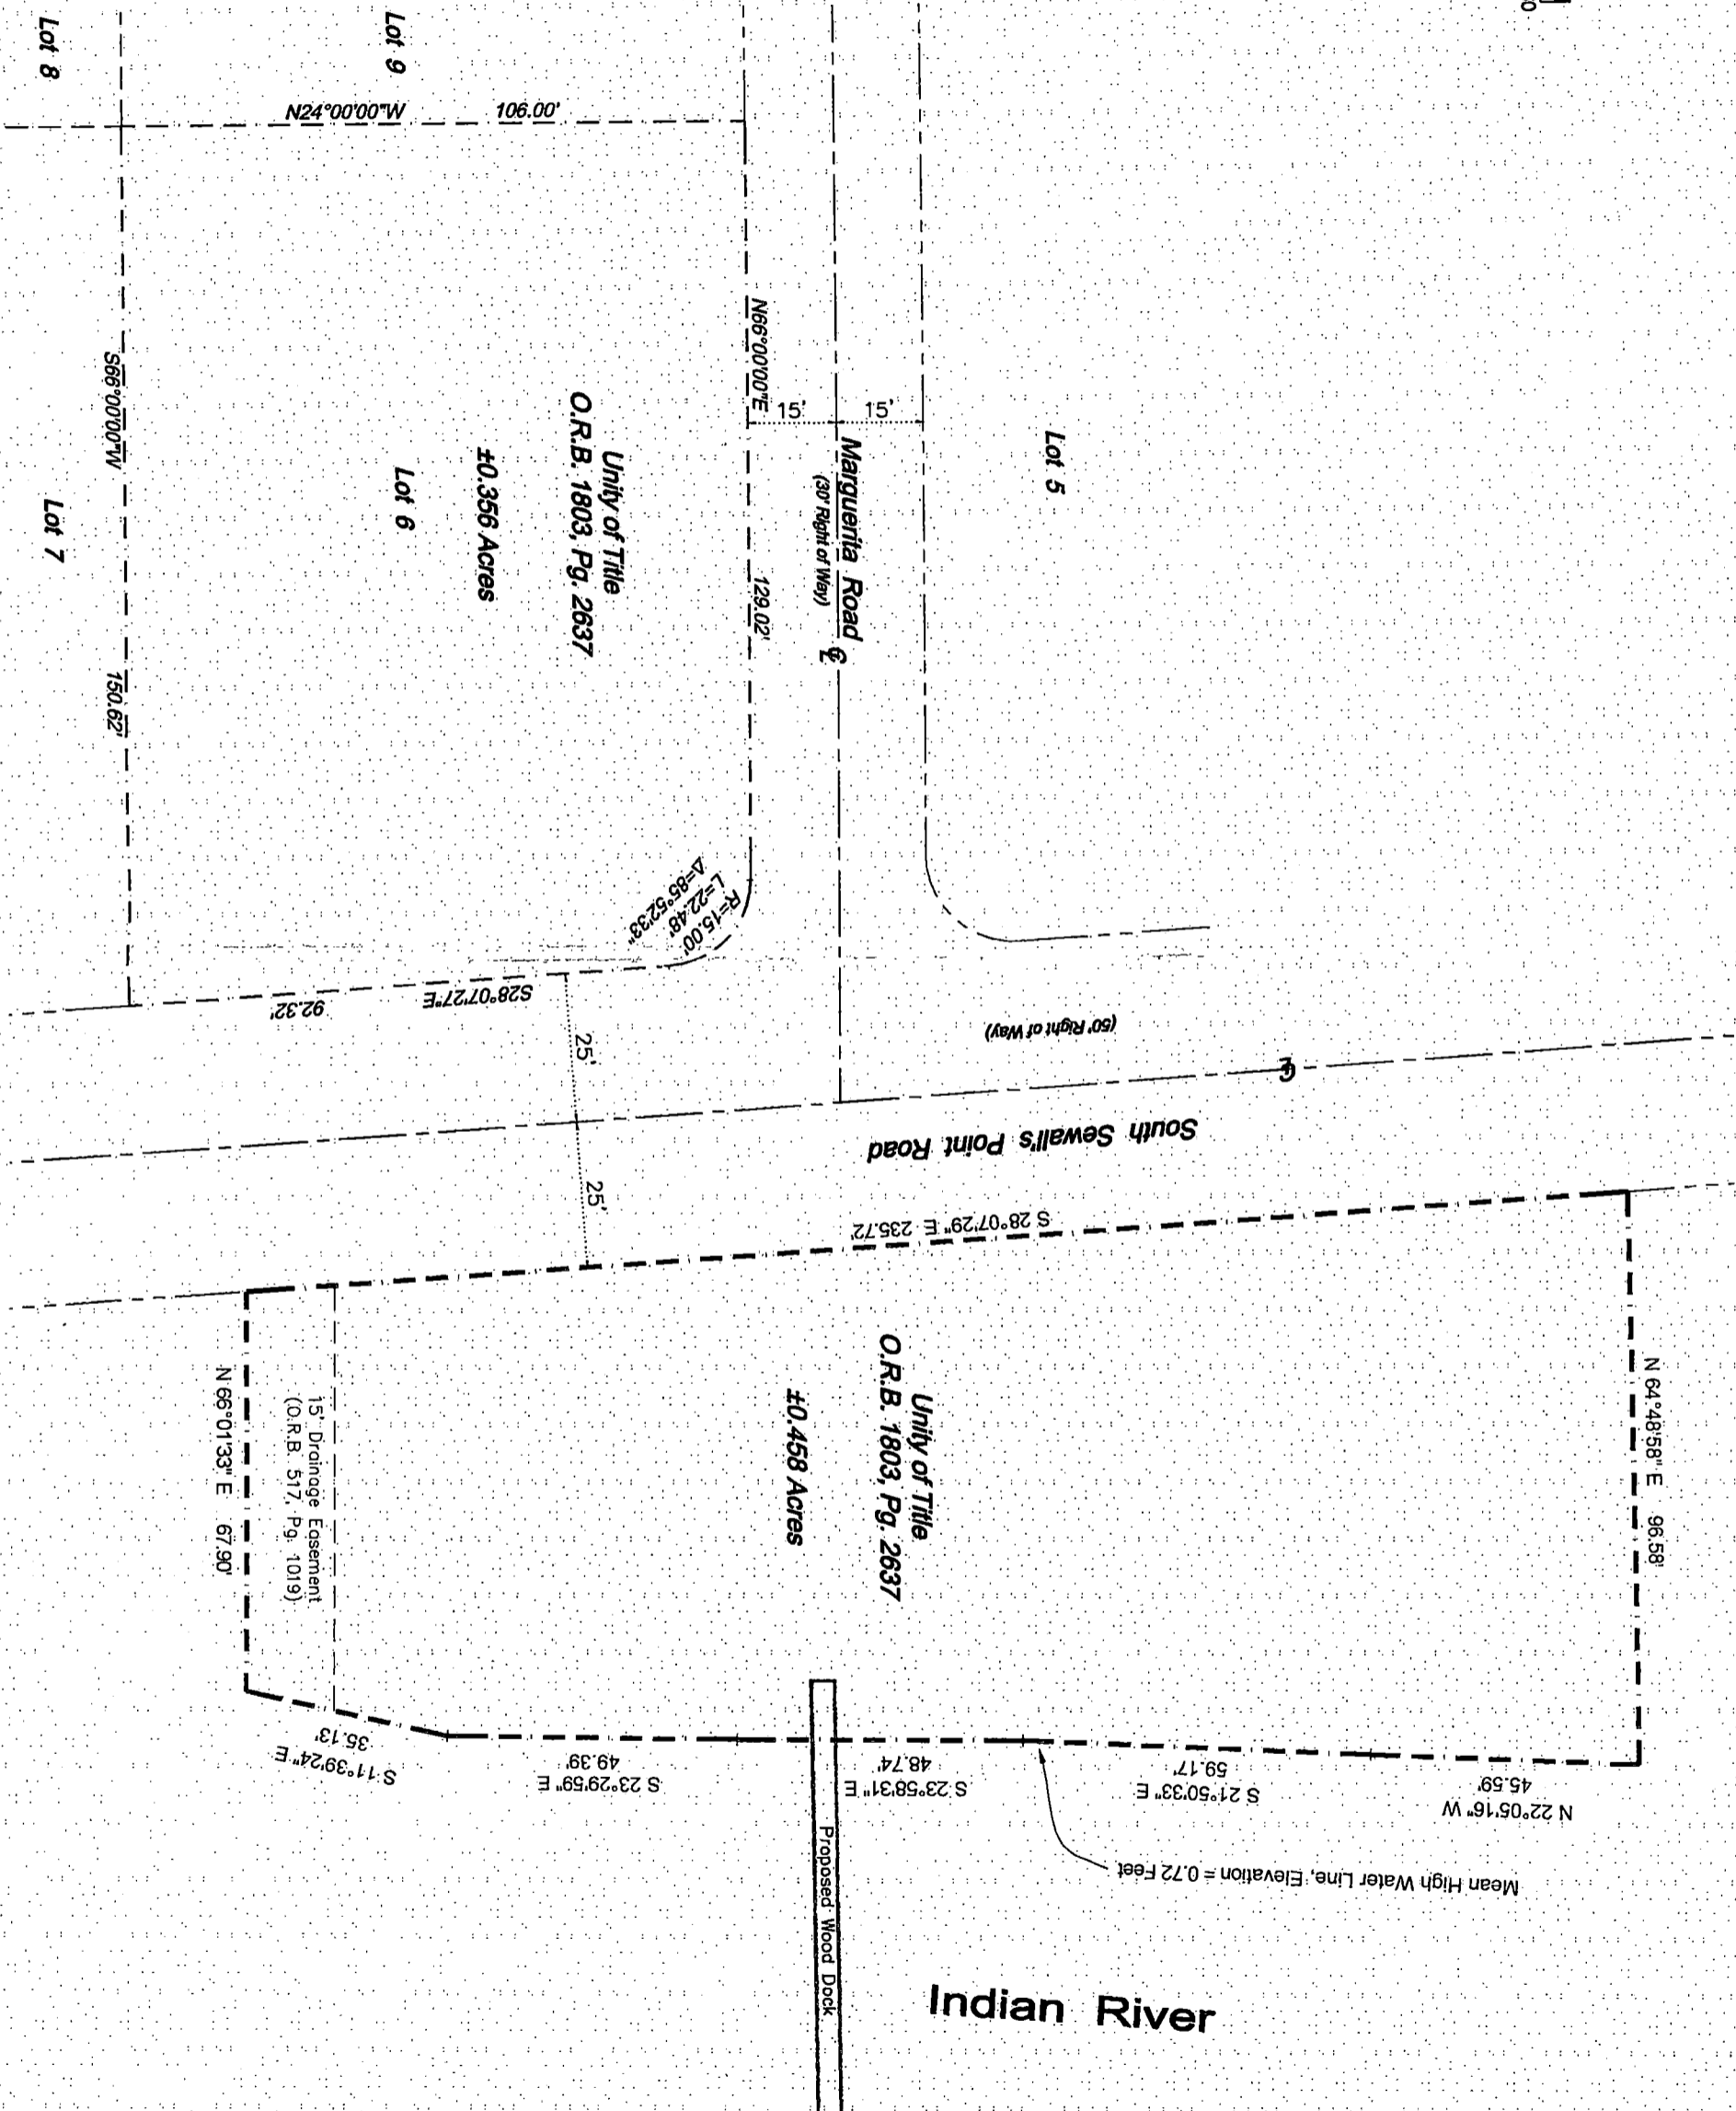 Lot 8
Lot 9
N24°00'00"W 106.00'
S66°00'00"W 150.62'
Lot 7
Unity of Title
O.R.B. 1803, Pg. 2637
±0.356 Acres
Lot 6
N66°00'00"E 129.02'
15'
15'
Marguerita Road
(30' Right of Way)
Lot 5
R=15.00'
L=22.48'
Δ=85°52'33"
S28°07'27"E 92.32'
25'
25'
(50' Right of Way)
South Sewall's Point Road
S 28°07'29" E 235.72'
N 64°48'58" E 96.58'
Unity of Title
O.R.B. 1803, Pg. 2637
±0.458 Acres
15' Drainage Easement
(O.R.B. 517, Pg. 1019)
N 66°01'33" E 67.90'
S 11°39'24" E
35.13'
S 23°29'59" E
49.39'
S 23°58'31" E
48.74'
S 21°50'33" E
59.17'
N 22°05'16" W
45.59'
Mean High Water Line, Elevation = 0.72 Feet
Proposed Wood Dock
Indian River